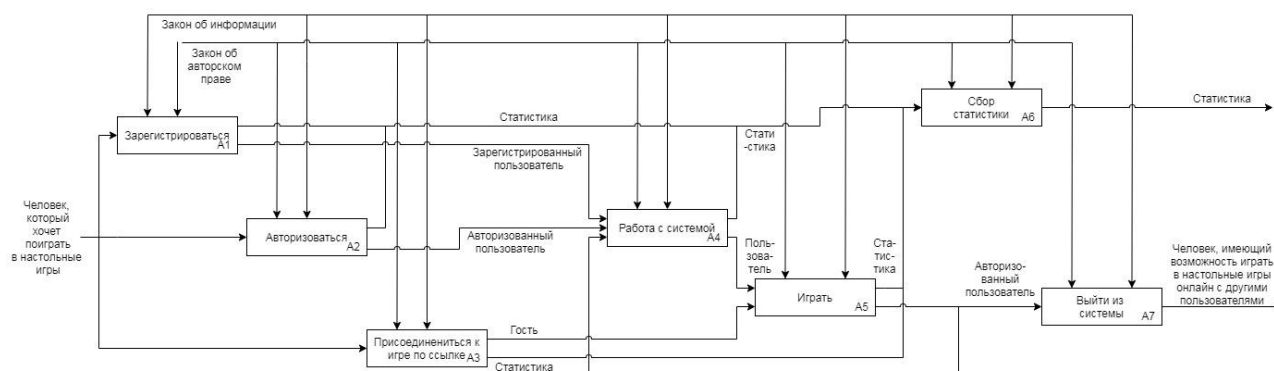 Закон об информации
Закон об
авторском
праве
Зарегистрироваться
A1
Статистика
Зарегистрированный
пользователь
Стати
-стика
Сбор
статистики
A6
Статистика
Человек,
который
хочет
поиграть
в настольные
игры
Авторизоваться
A2
Авторизованный
пользователь
Работа с системой
A4
Поль-
зова-
тель
Ста-
тис-
тика
Играть
A5
Авторизо-
ванный
пользователь
Выйти из
системы
A7
Человек, имеющий
возможность играть
в настольные игры
онлайн с другими
пользователями
Присоединениться к
игре по ссылке
A3
Гость
Статистика